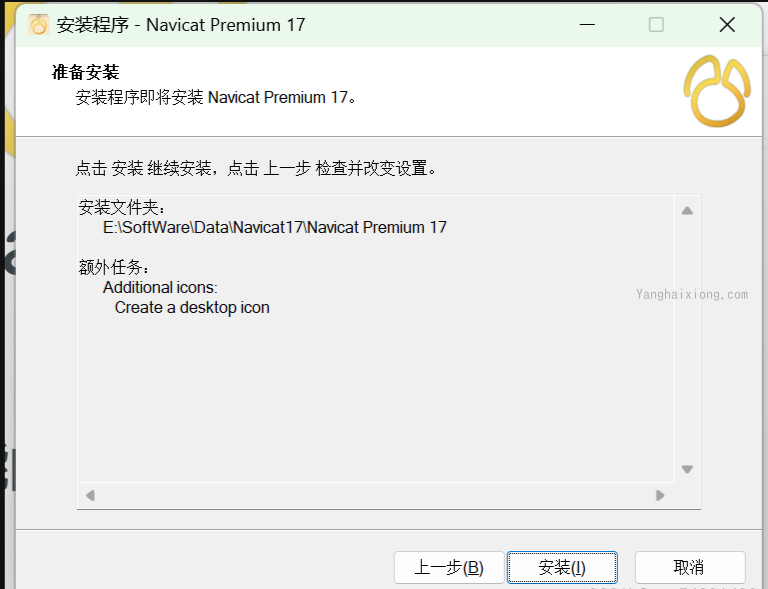 安装程序 - Navicat Premium 17
准备安装
安装程序即将安装 Navicat Premium 17。
点击 安装 继续安装，点击 上一步 检查并改变设置。
安装文件夹：
E:\SoftWare\Data\Navicat17\Navicat Premium 17
额外任务：
Additional icons:
Create a desktop icon
Yanghaixiong.com
上一步(B)
安装(I)
取消